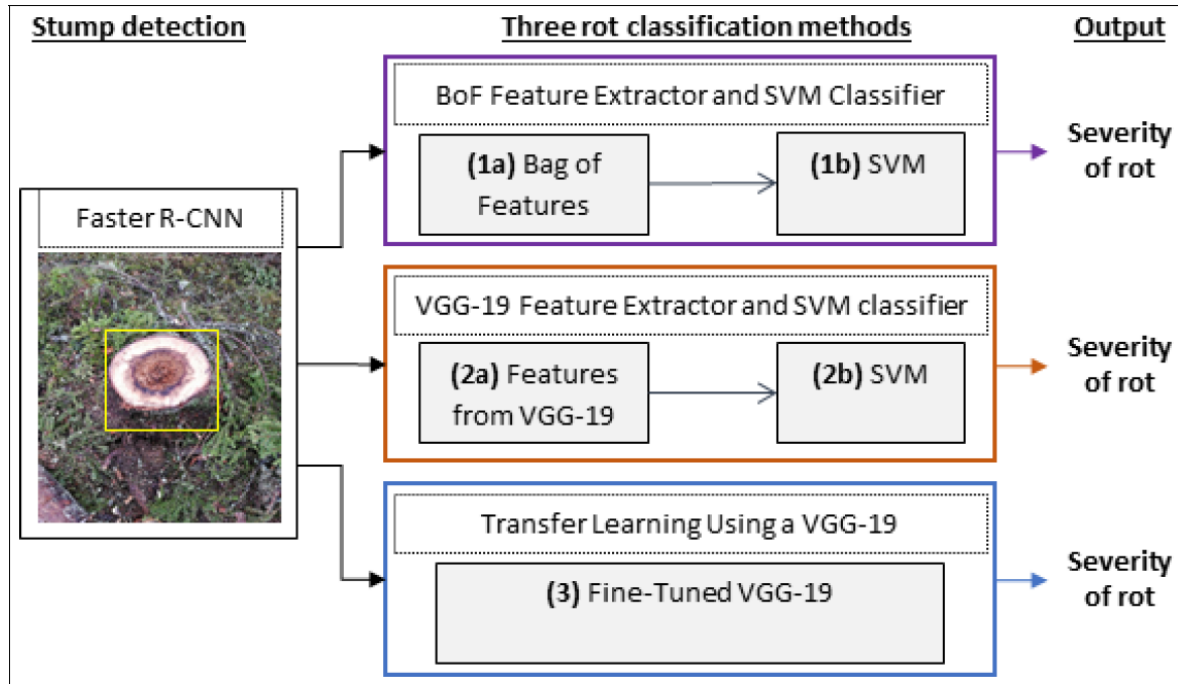 Stump detection
Three rot classification methods
Output
Faster R-CNN
BoF Feature Extractor and SVM Classifier
(1a) Bag of
Features
(1b) SVM
Severity
of rot
VGG-19 Feature Extractor and SVM classifier
(2a) Features
from VGG-19
(2b) SVM
Severity
of rot
Transfer Learning Using a VGG-19
(3) Fine-Tuned VGG-19
Severity
of rot